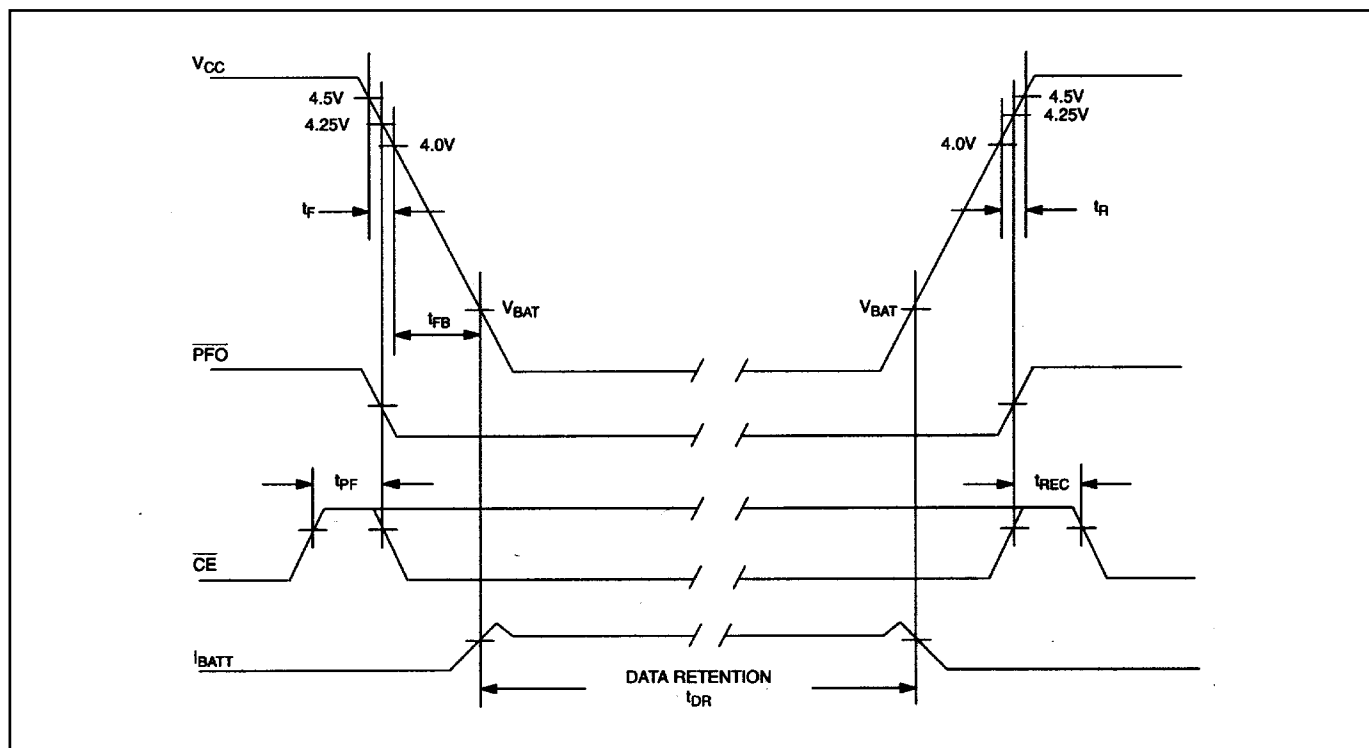 VCC
4.5V
4.25V
4.0V
4.5V
4.25V
4.0V
tF
tR
VBAT
VBAT
tFB
PFO
tPF
tREC
CE
IBATT
DATA RETENTION
tDR